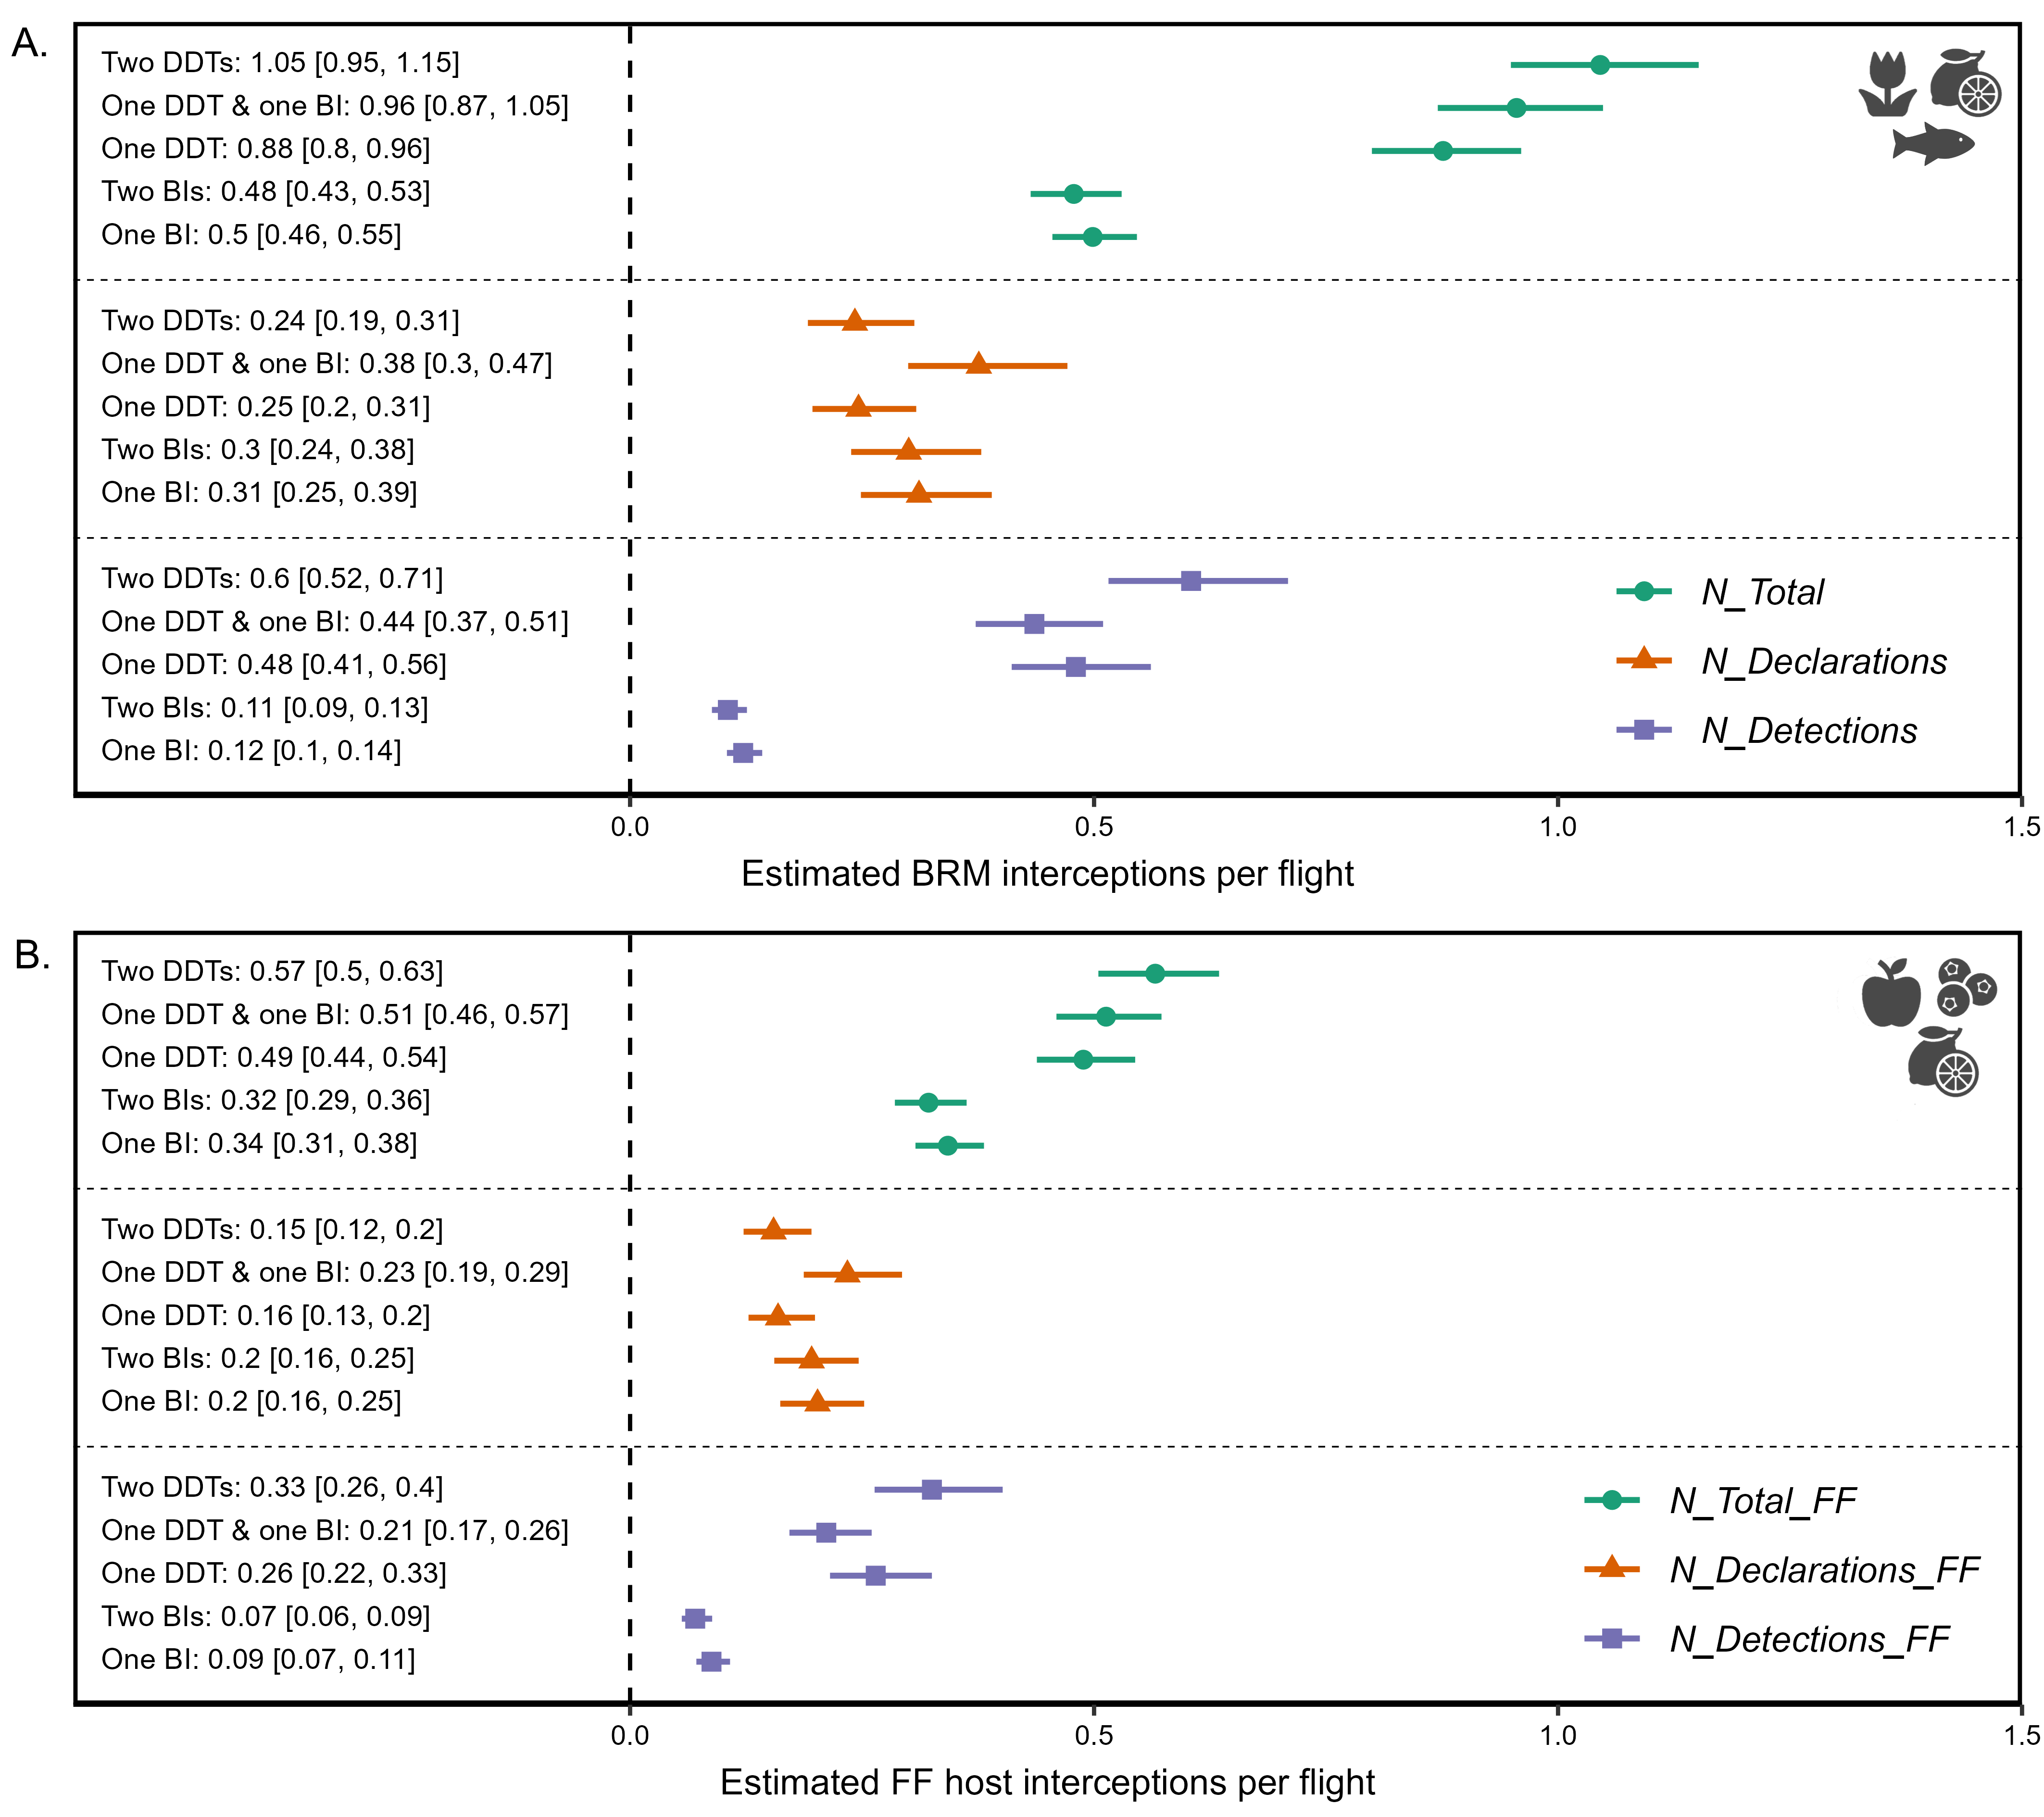 A.
Two DDTs: 1.05 [0.95, 1.15]
One DDT & one BI: 0.96 [0.87, 1.05]
One DDT: 0.88 [0.8, 0.96]
Two BIs: 0.48 [0.43, 0.53]
One BI: 0.5 [0.46, 0.55]
Two DDTs: 0.24 [0.19, 0.31]
One DDT & one BI: 0.38 [0.3, 0.47]
One DDT: 0.25 [0.2, 0.31]
Two BIs: 0.3 [0.24, 0.38]
One BI: 0.31 [0.25, 0.39]
Two DDTs: 0.6 [0.52, 0.71]
One DDT & one BI: 0.44 [0.37, 0.51]
One DDT: 0.48 [0.41, 0.56]
Two BIs: 0.11 [0.09, 0.13]
One BI: 0.12 [0.1, 0.14]
N_Total
N_Declarations
N_Detections
0.0 0.5 1.0 1.5
Estimated BRM interceptions per flight
B.
Two DDTs: 0.57 [0.5, 0.63]
One DDT & one BI: 0.51 [0.46, 0.57]
One DDT: 0.49 [0.44, 0.54]
Two BIs: 0.32 [0.29, 0.36]
One BI: 0.34 [0.31, 0.38]
Two DDTs: 0.15 [0.12, 0.2]
One DDT & one BI: 0.23 [0.19, 0.29]
One DDT: 0.16 [0.13, 0.2]
Two BIs: 0.2 [0.16, 0.25]
One BI: 0.2 [0.16, 0.25]
Two DDTs: 0.33 [0.26, 0.4]
One DDT & one BI: 0.21 [0.17, 0.26]
One DDT: 0.26 [0.22, 0.33]
Two BIs: 0.07 [0.06, 0.09]
One BI: 0.09 [0.07, 0.11]
N_Total_FF
N_Declarations_FF
N_Detections_FF
0.0 0.5 1.0 1.5
Estimated FF host interceptions per flight